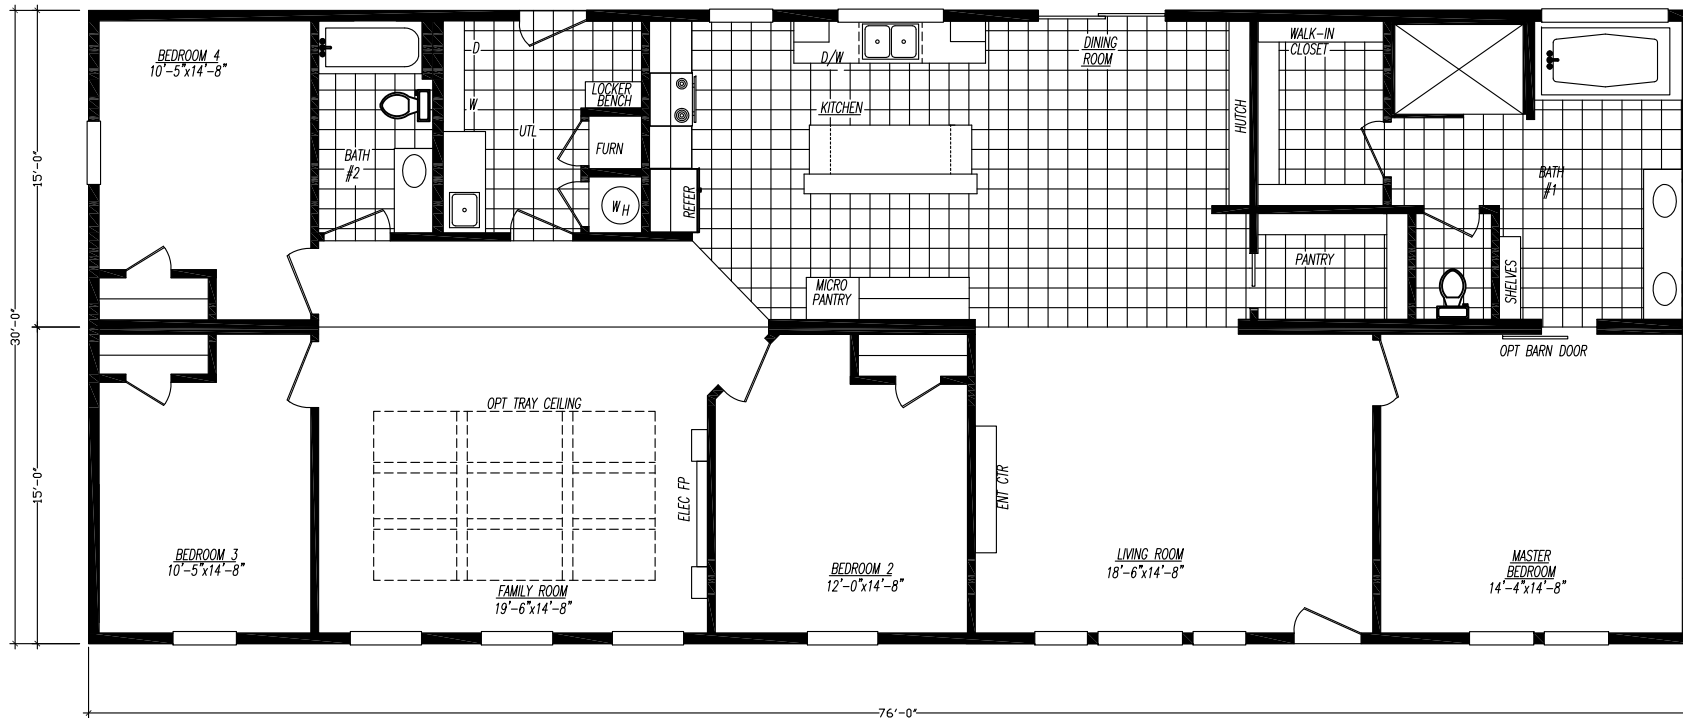 BEDROOM 4
10'-5"x14'-8"
D
W
LOCKER
BENCH
UTL
FURN
BATH
#2
WH
REFER
D/W
KITCHEN
DINING
ROOM
HUTCH
WALK-IN
CLOSET
BATH
#1
PANTRY
SHELVES
MICRO
PANTRY
15'-0"
30'-0"
15'-0"
OPT BARN DOOR
OPT TRAY CEILING
ELEC FP
ENT CTR
BEDROOM 3
10'-5"x14'-8"
FAMILY ROOM
19'-6"x14'-8"
BEDROOM 2
12'-0"x14'-8"
LIVING ROOM
18'-6"x14'-8"
MASTER
BEDROOM
14'-4"x14'-8"
76'-0"